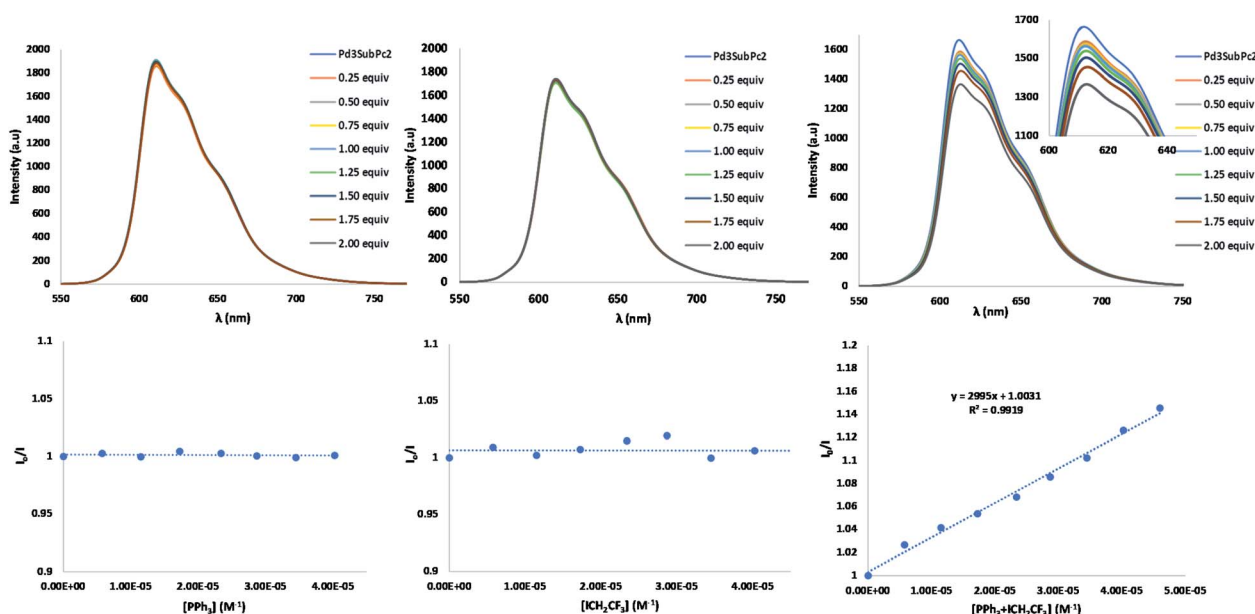 2000
1800
1600
1400
1200
1000
800
600
400
200
0
Intensity (a.u)
550
600
650
700
750
λ (nm)
Pd3SubPc2
0.25 equiv
0.50 equiv
0.75 equiv
1.00 equiv
1.25 equiv
1.50 equiv
1.75 equiv
2.00 equiv
2000
1800
1600
1400
1200
1000
800
600
400
200
0
Intensity (a.u)
550
600
650
700
750
λ (nm)
Pd3SubPc2
0.25 equiv
0.50 equiv
0.75 equiv
1.00 equiv
1.25 equiv
1.50 equiv
1.75 equiv
2.00 equiv
1800
1600
1400
1200
1000
800
600
400
200
0
Intensity (a.u)
550
600
650
700
750
λ (nm)
Pd3SubPc2
0.25 equiv
0.50 equiv
0.75 equiv
1.00 equiv
1.25 equiv
1.50 equiv
1.75 equiv
2.00 equiv
1700
1500
1300
1100
600
620
640
1.1
1.05
1
0.95
0.9
I₀/I
0.00E+00
1.00E-05
2.00E-05
3.00E-05
4.00E-05
[PPh₃] (M⁻¹)
1.1
1.05
1
0.95
0.9
I₀/I
0.00E+00
1.00E-05
2.00E-05
3.00E-05
4.00E-05
[ICH₂CF₃] (M⁻¹)
1.2
1.18
1.16
1.14
1.12
1.1
1.08
1.06
1.04
1.02
1
I₀/I
y = 2995x + 1.0031
R² = 0.9919
0.00E+00
1.00E-05
2.00E-05
3.00E-05
4.00E-05
5.00E-05
[PPh₃+ICH₂CF₃] (M⁻¹)